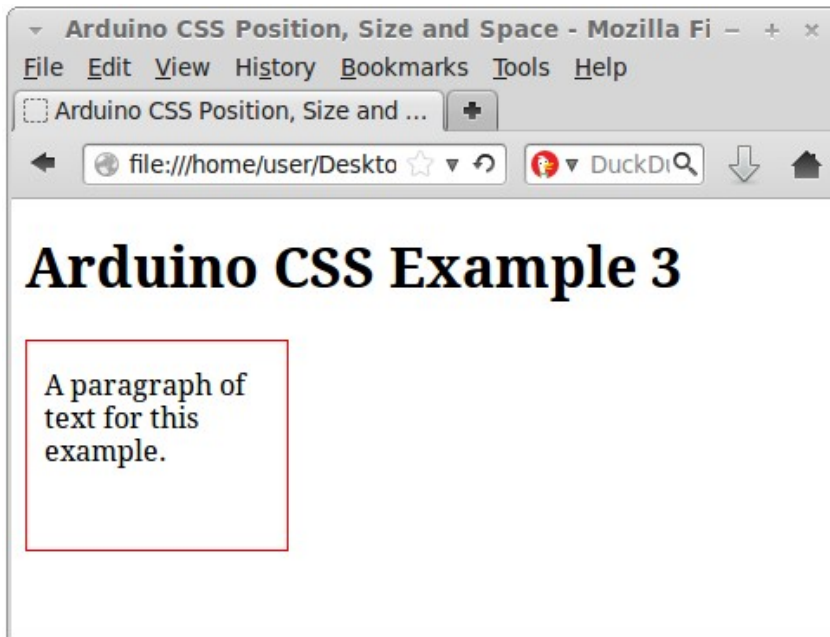 Arduino CSS Position, Size and Space - Mozilla Fi
File Edit View History Bookmarks Tools Help
Arduino CSS Position, Size and ...
file:///home/user/Deskto DuckDu
Arduino CSS Example 3
A paragraph of
text for this
example.